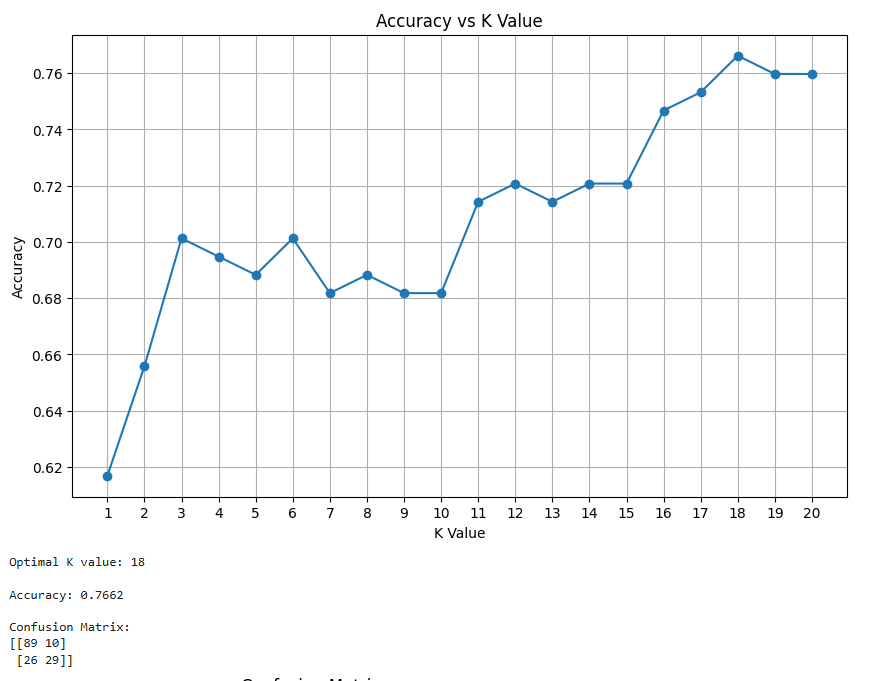 Accuracy vs K Value
Accuracy
0.76
0.74
0.72
0.70
0.68
0.66
0.64
0.62
1 2 3 4 5 6 7 8 9 10 11 12 13 14 15 16 17 18 19 20
K Value
Optimal K value: 18
Accuracy: 0.7662
Confusion Matrix:
[[89 10]
[26 29]]